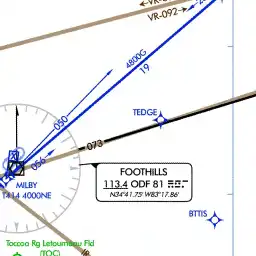 VR-092
4800G
19
TEDGE
050
073
056
FOOTHILLS
113.4 ODF 81
N34°41.75' W83°17.86'
MILBY
T414 4000NE
BTTIS
Toccoa Rg Letourneau Fld
(TOC)